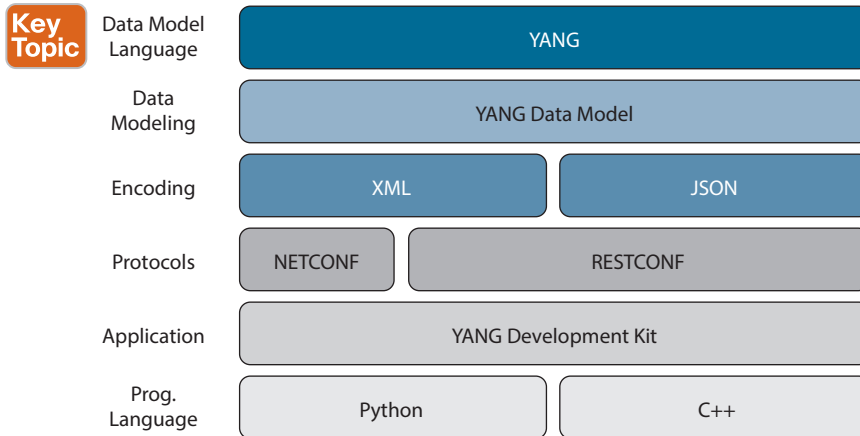 Key
Topic
Data Model
Language
YANG
Data
Modeling
YANG Data Model
Encoding
XML
JSON
Protocols
NETCONF
RESTCONF
Application
YANG Development Kit
Prog.
Language
Python
C++